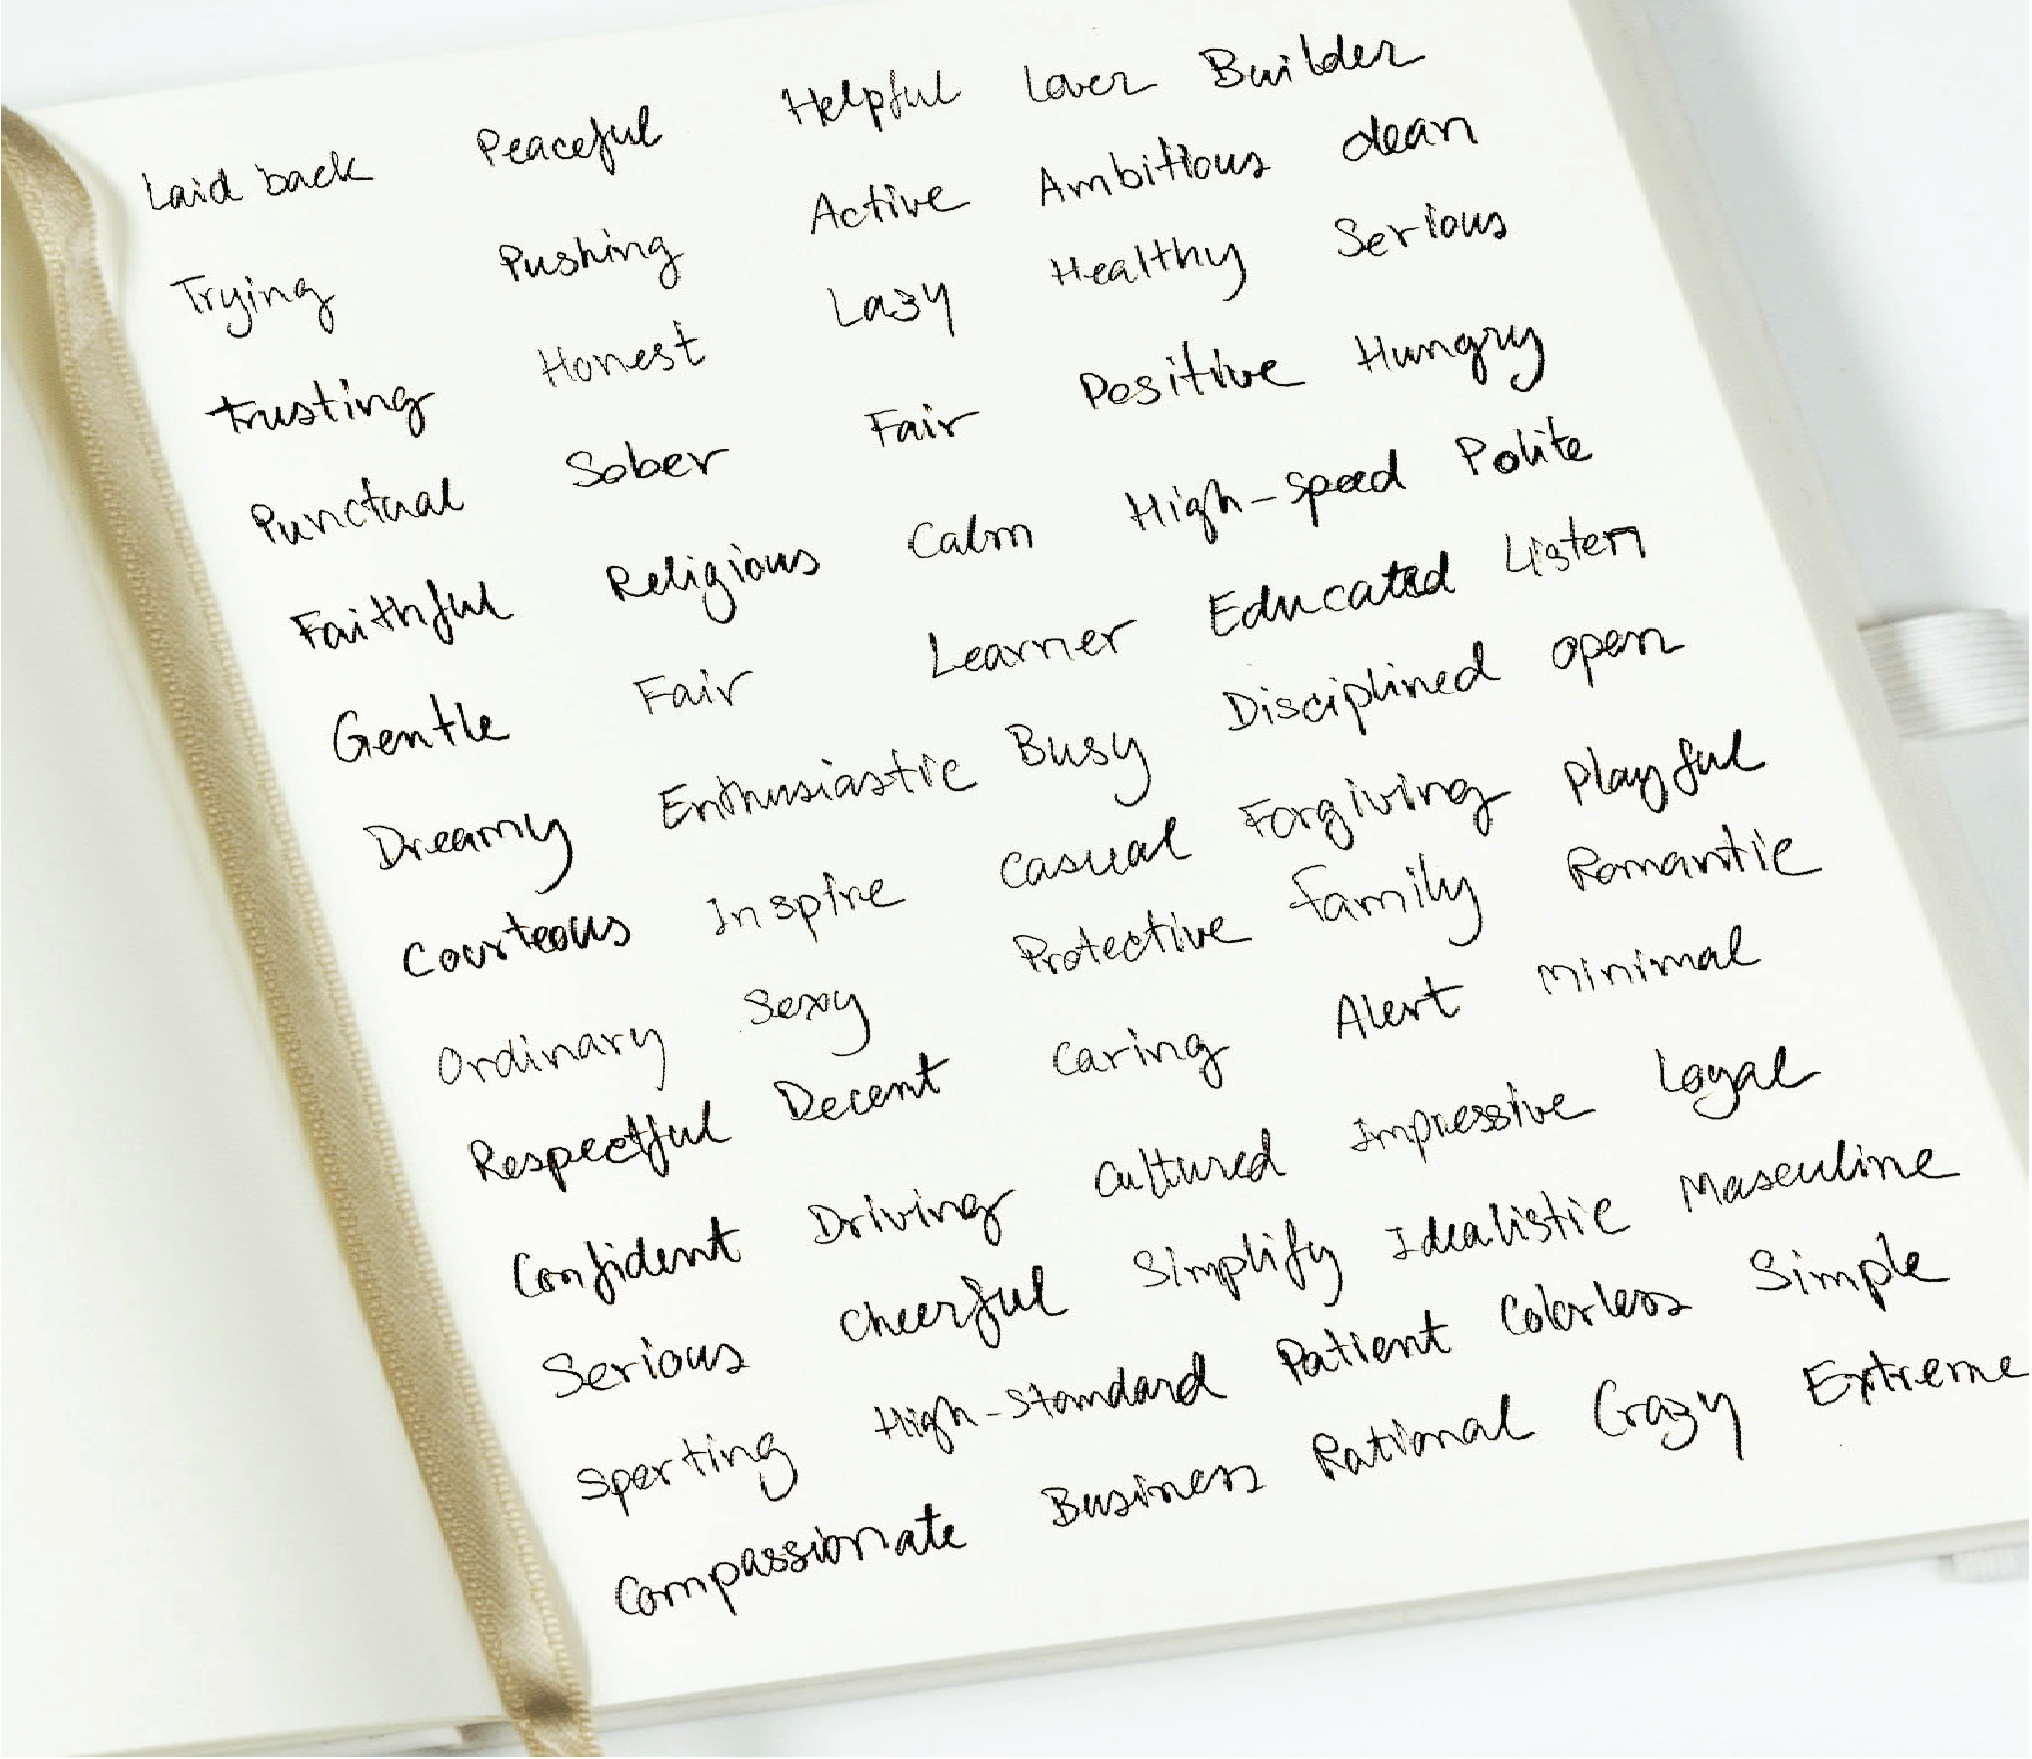 Laid back Peaceful Helpful Lover Builder
Trying Pushing Active Ambitious clean
Trusting Honest Lazy Healthy Serious
Punctual Sober Fair Positive Hungry
Faithful Religious Calm High-speed Polite
Gentle Fair Learner Educated Listen
Dreamy Enthusiastic Busy Disciplined open
Courteous Inspire Casual Forgiving Playful
Ordinary Sexy Protective Family Romantic
Respectful Decent Caring Alert Minimal
Confident Driving Cultured Impressive Loyal
Serious Cheerful Simplify Idealistic Masculine
Sporting High-Standard Patient Colorless Simple
Compassionate Business Rational Crazy Extreme